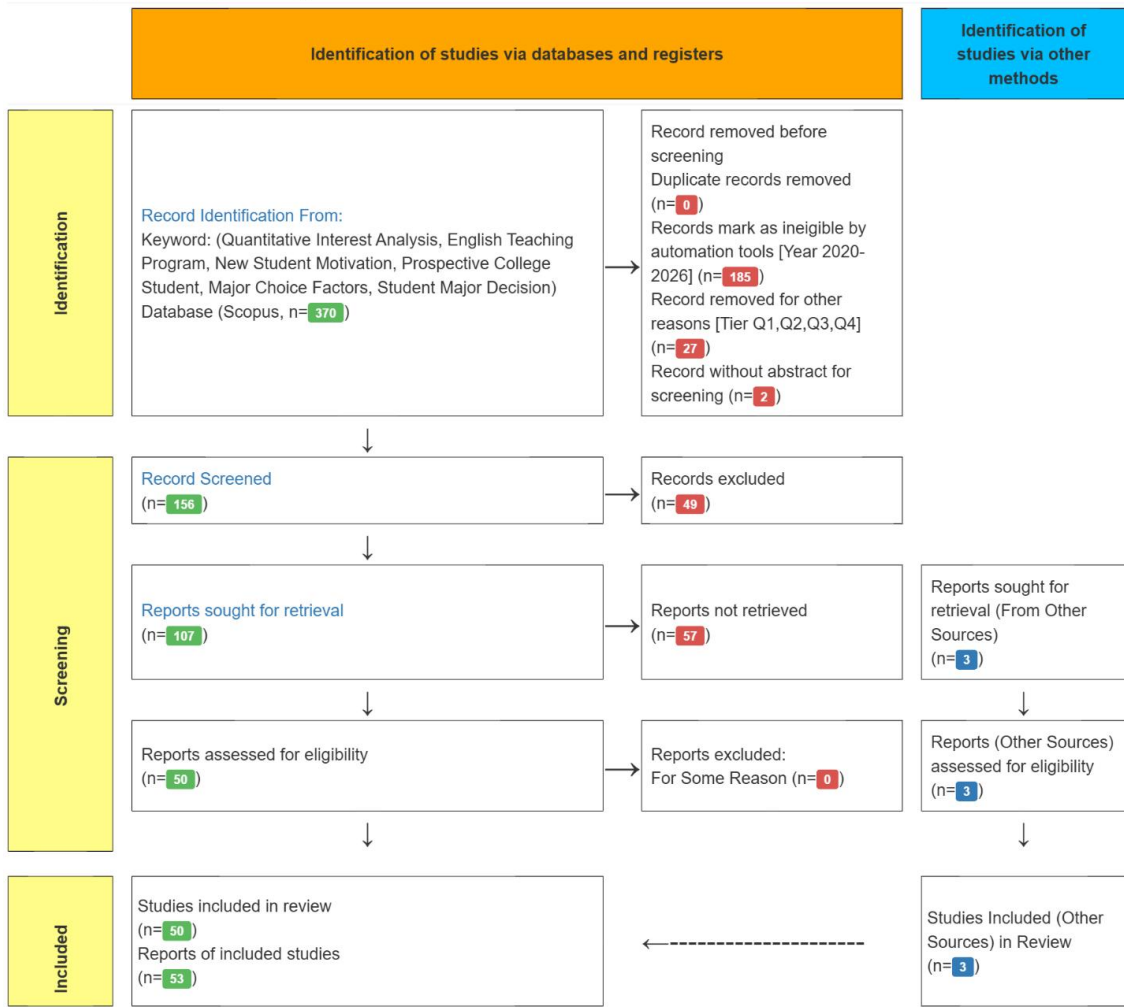 Identification of studies via databases and registers
Identification of
studies via other
methods
Identification
Record Identification From:
Keyword: (Quantitative Interest Analysis, English Teaching
Program, New Student Motivation, Prospective College
Student, Major Choice Factors, Student Major Decision)
Database (Scopus, n= 370 )
Record removed before
screening
Duplicate records removed
(n= 0 )
Records mark as ineigible by
automation tools [Year 2020-
2026] (n= 185 )
Record removed for other
reasons [Tier Q1,Q2,Q3,Q4]
(n= 27 )
Record without abstract for
screening (n= 2 )
Screening
Record Screened
(n= 156 )
Records excluded
(n= 49 )
Reports sought for retrieval
(n= 107 )
Reports not retrieved
(n= 57 )
Reports sought for
retrieval (From Other
Sources)
(n= 3 )
Reports assessed for eligibility
(n= 50 )
Reports excluded:
For Some Reason (n= 0 )
Reports (Other Sources)
assessed for eligibility
(n= 3 )
Included
Studies included in review
(n= 50 )
Reports of included studies
(n= 53 )
Studies Included (Other
Sources) in Review
(n= 3 )